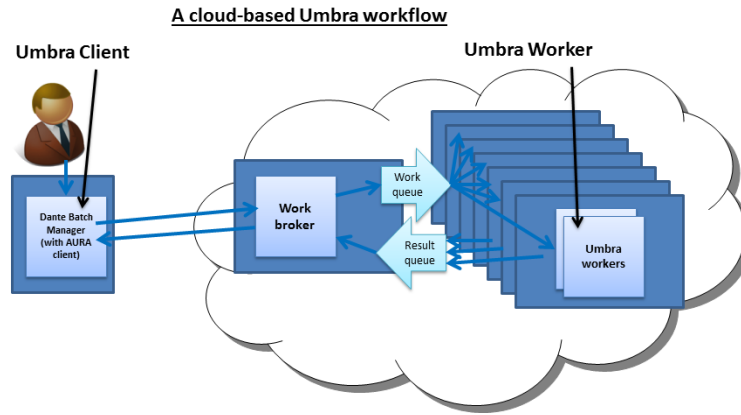 A cloud-based Umbra workflow
Umbra Client
Umbra Worker
Dante Batch
Manager
(with AURA
client)
Work
broker
Work
queue
Result
queue
Umbra
workers